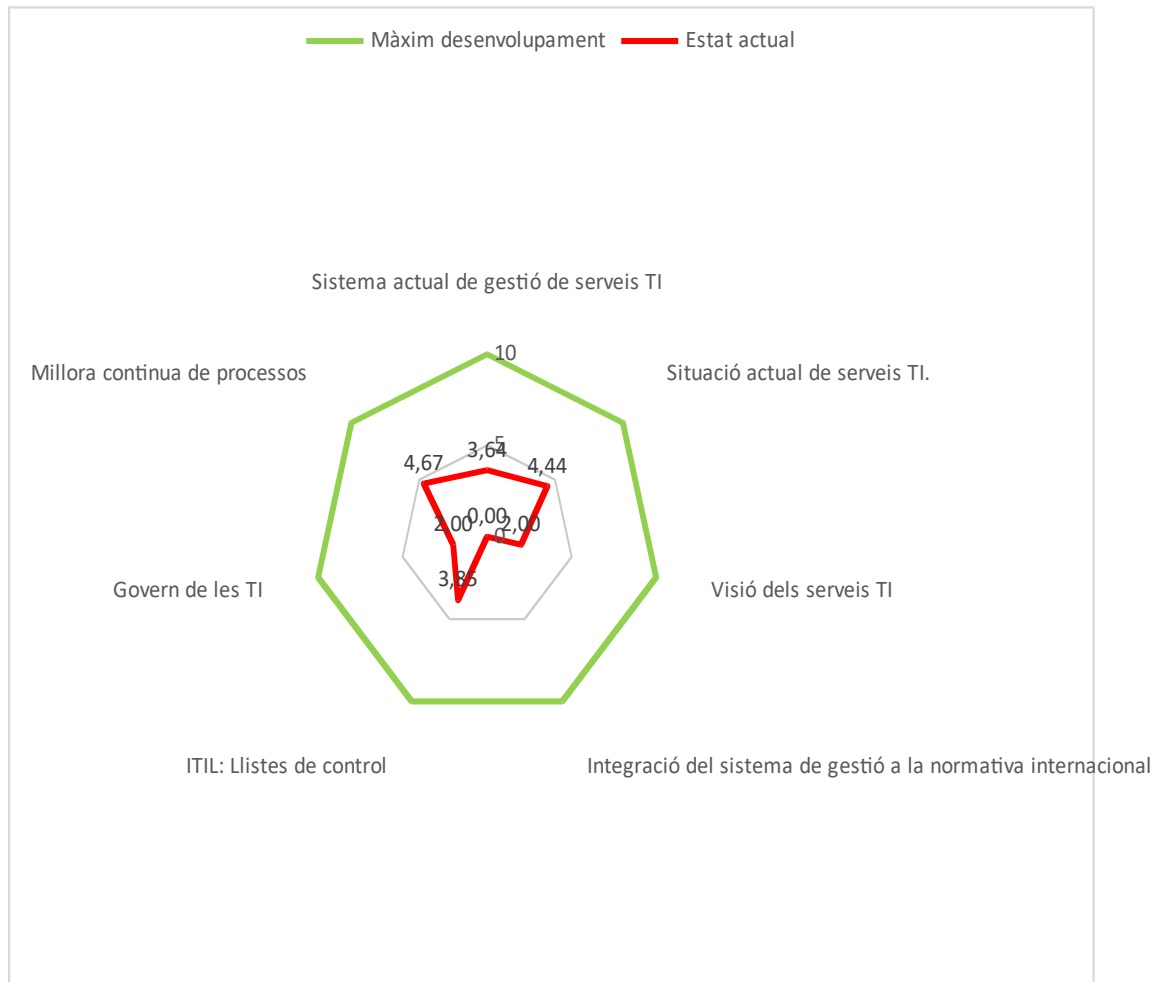 Màxim desenvolupament
Estat actual
Sistema actual de gestió de serveis TI
10
Millora continua de processos
Situació actual de serveis TI.
5
4,67
3,64
4,44
0,00
2,00
2,00
0
3,85
Govern de les TI
Visió dels serveis TI
ITIL: Llistes de control
Integració del sistema de gestió a la normativa internacional